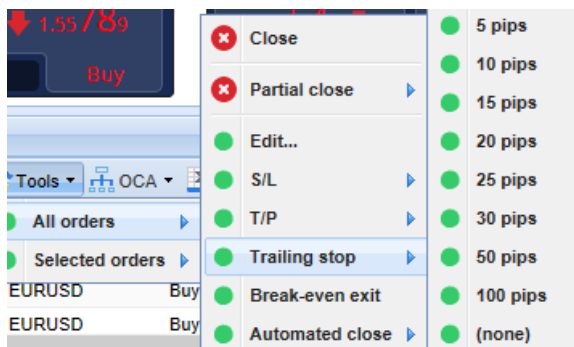 1.55789
Buy
Tools
OCA
All orders
Selected orders
EURUSD Buy
EURUSD Buy
Close
Partial close
Edit...
S/L
T/P
Trailing stop
Break-even exit
Automated close
5 pips
10 pips
15 pips
20 pips
25 pips
30 pips
50 pips
100 pips
(none)